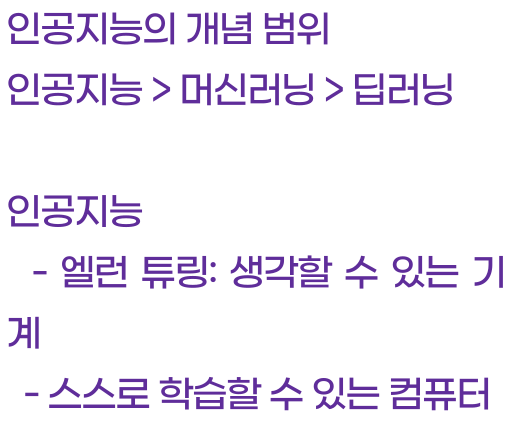 인공지능의 개념 범위
인공지능 > 머신러닝 > 딥러닝
인공지능
- 엘런 튜링: 생각할 수 있는 기
계
- 스스로 학습할 수 있는 컴퓨터